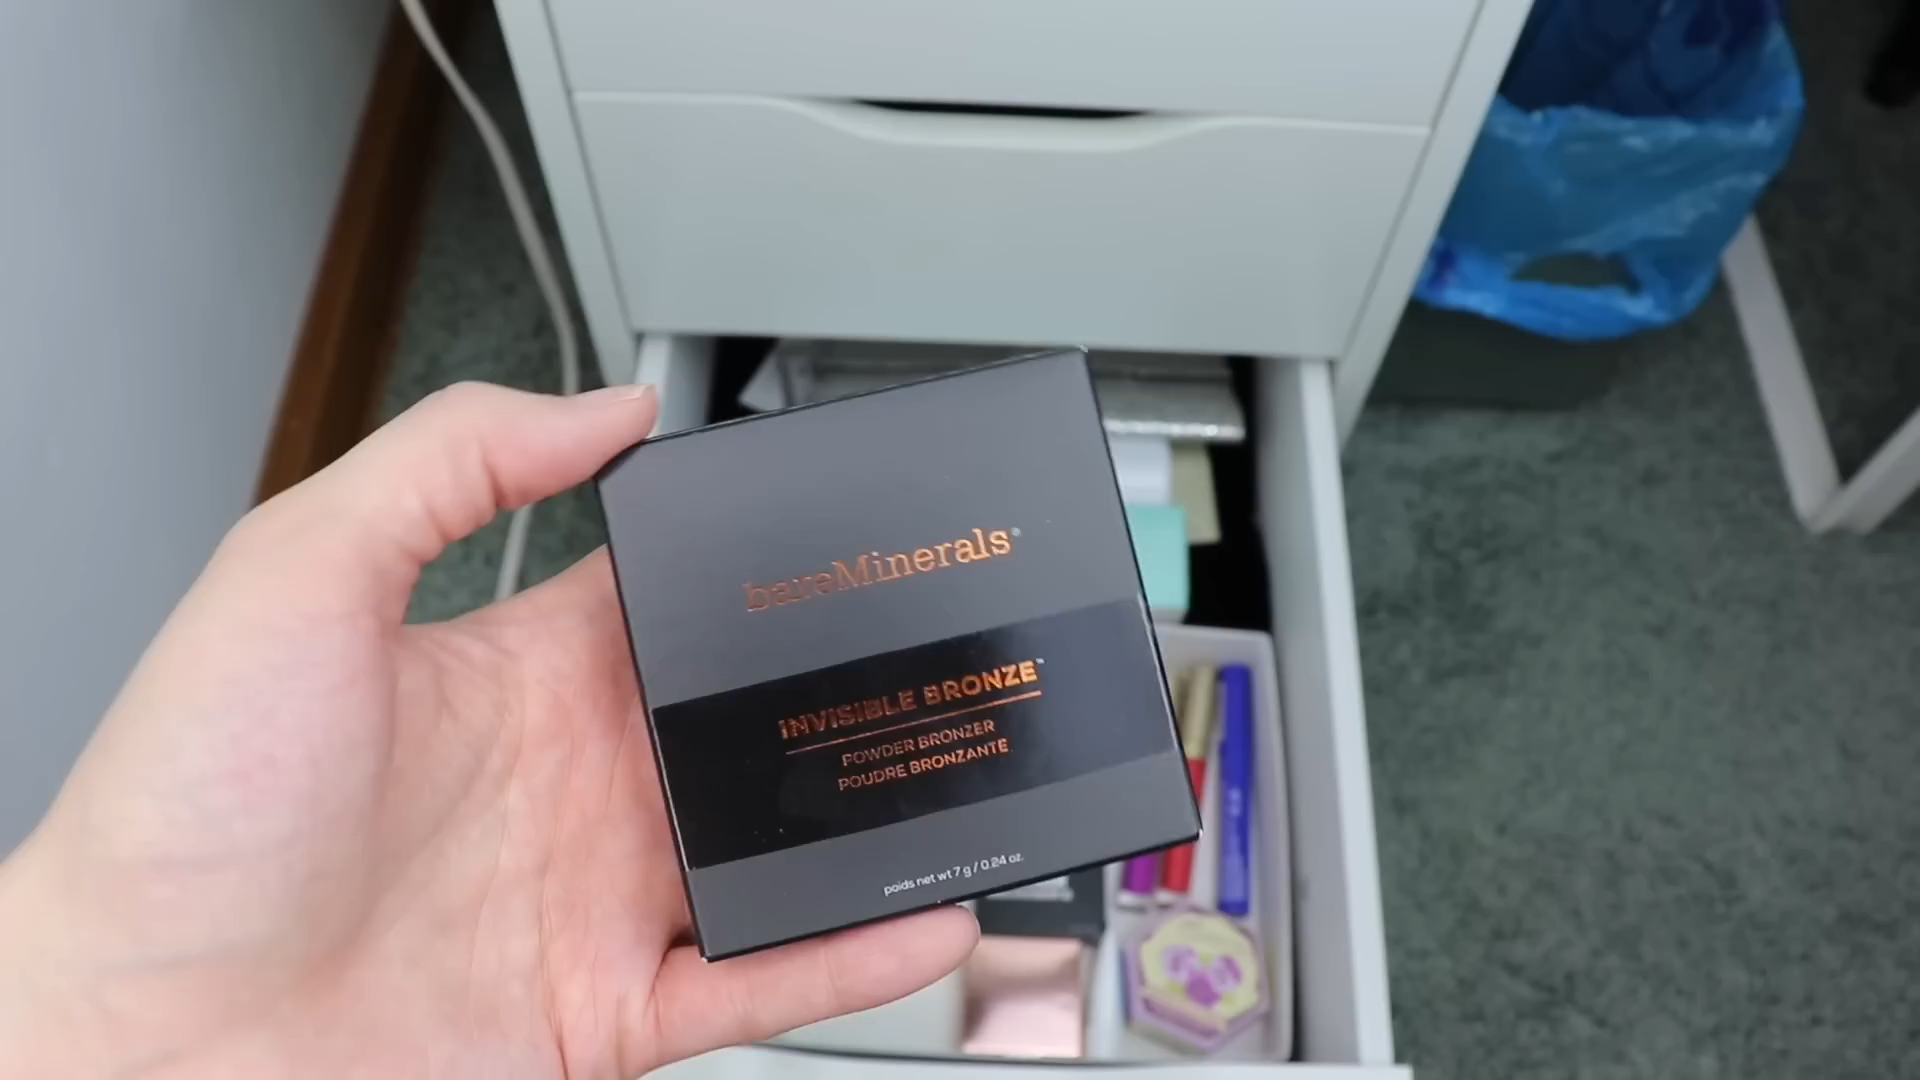 bareMinerals®
INVISIBLE BRONZE™
POWDER BRONZER
POUDRE BRONZANTE
poids net wt 7 g / 0.24 oz.